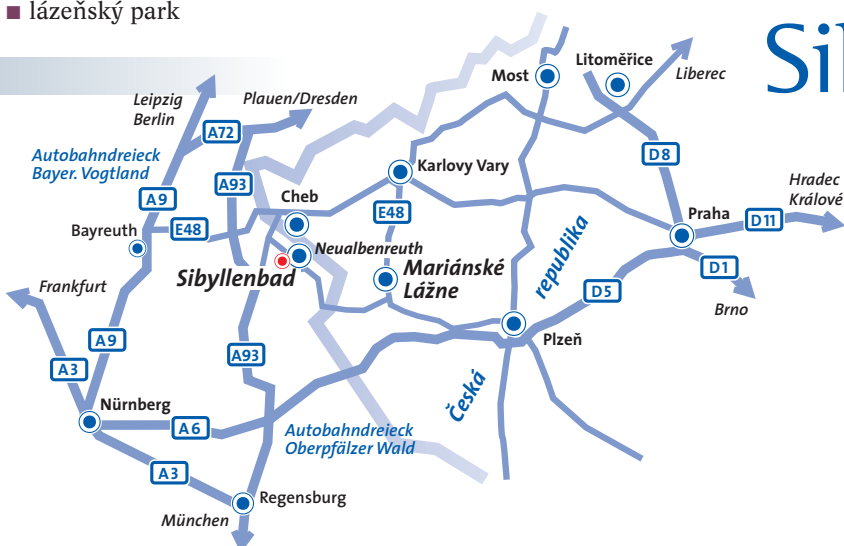 ■ lázeňský park
Sil
Most
Litoměřice
Liberec
Leipzig
Berlin
Plauen/Dresden
A72
Autobahndreieck
Bayer. Vogtland
D8
Karlovy Vary
A93
A9
Cheb
E48
Hradec
Králové
Praha
D11
Bayreuth
E48
Neualbenreuth
Sibyllenbad
Mariánské
Lážne
republika
D1
Frankfurt
D5
Brno
A9
Plzeň
A93
A3
Česká
Nürnberg
A6
Autobahndreieck
Oberpfälzer Wald
A3
Regensburg
München